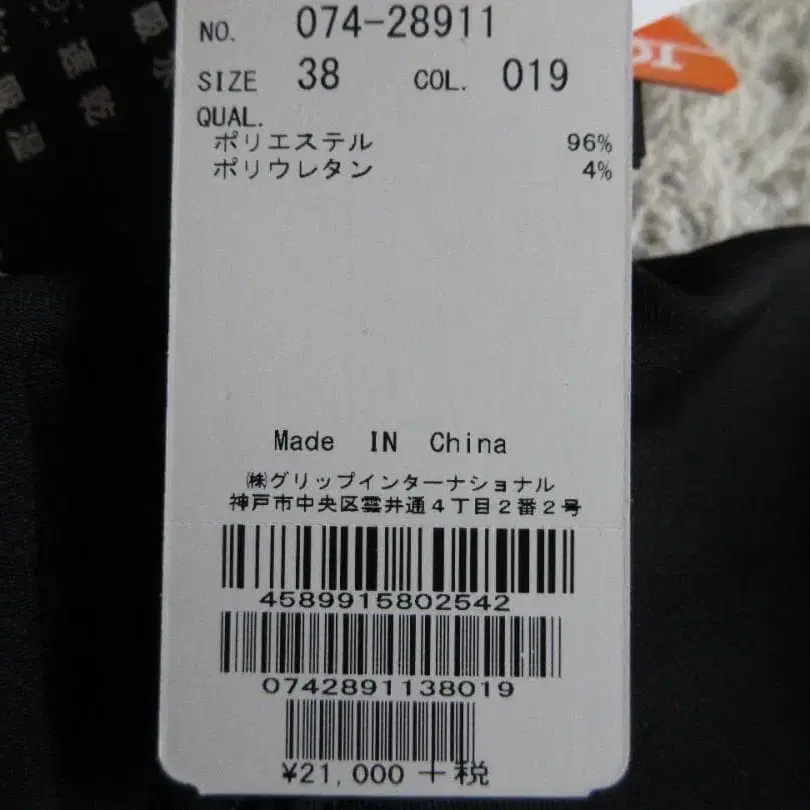 NO. 074-28911
SIZE 38 COL. 019
QUAL.
ポリエステル 96%
ポリウレタン 4%
Made IN China
㈱グリップインターナショナル
神戸市中央区雲井通4丁目2番2号
4589915802542
0742891138019
¥21,000 +税